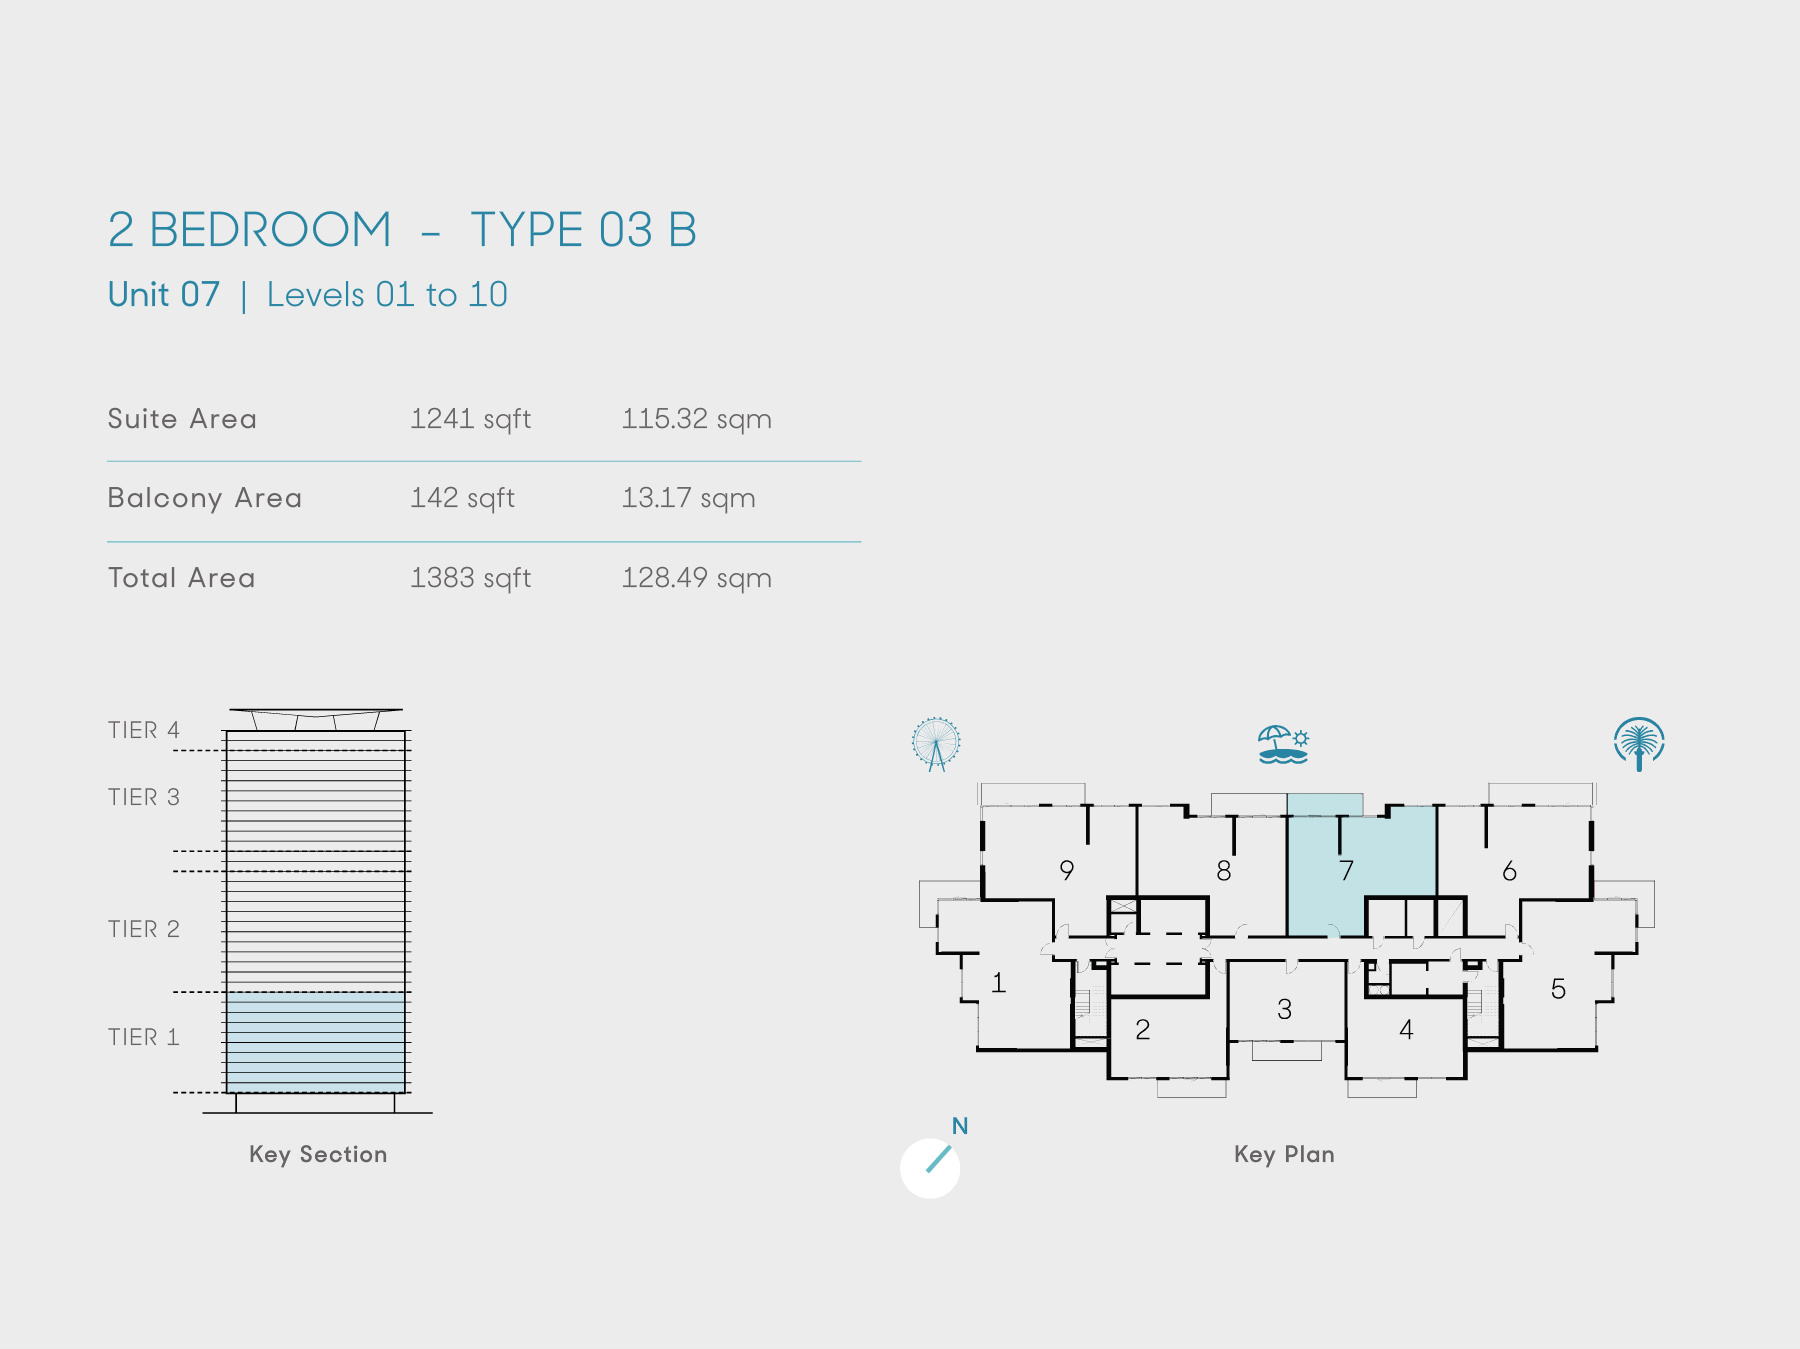 2 BEDROOM – TYPE 03 B
Unit 07 | Levels 01 to 10
Suite Area 1241 sqft 115.32 sqm
Balcony Area 142 sqft 13.17 sqm
Total Area 1383 sqft 128.49 sqm
TIER 4
TIER 3
TIER 2
TIER 1
Key Section
9 8 7 6
1 2 3 4 5
N
Key Plan